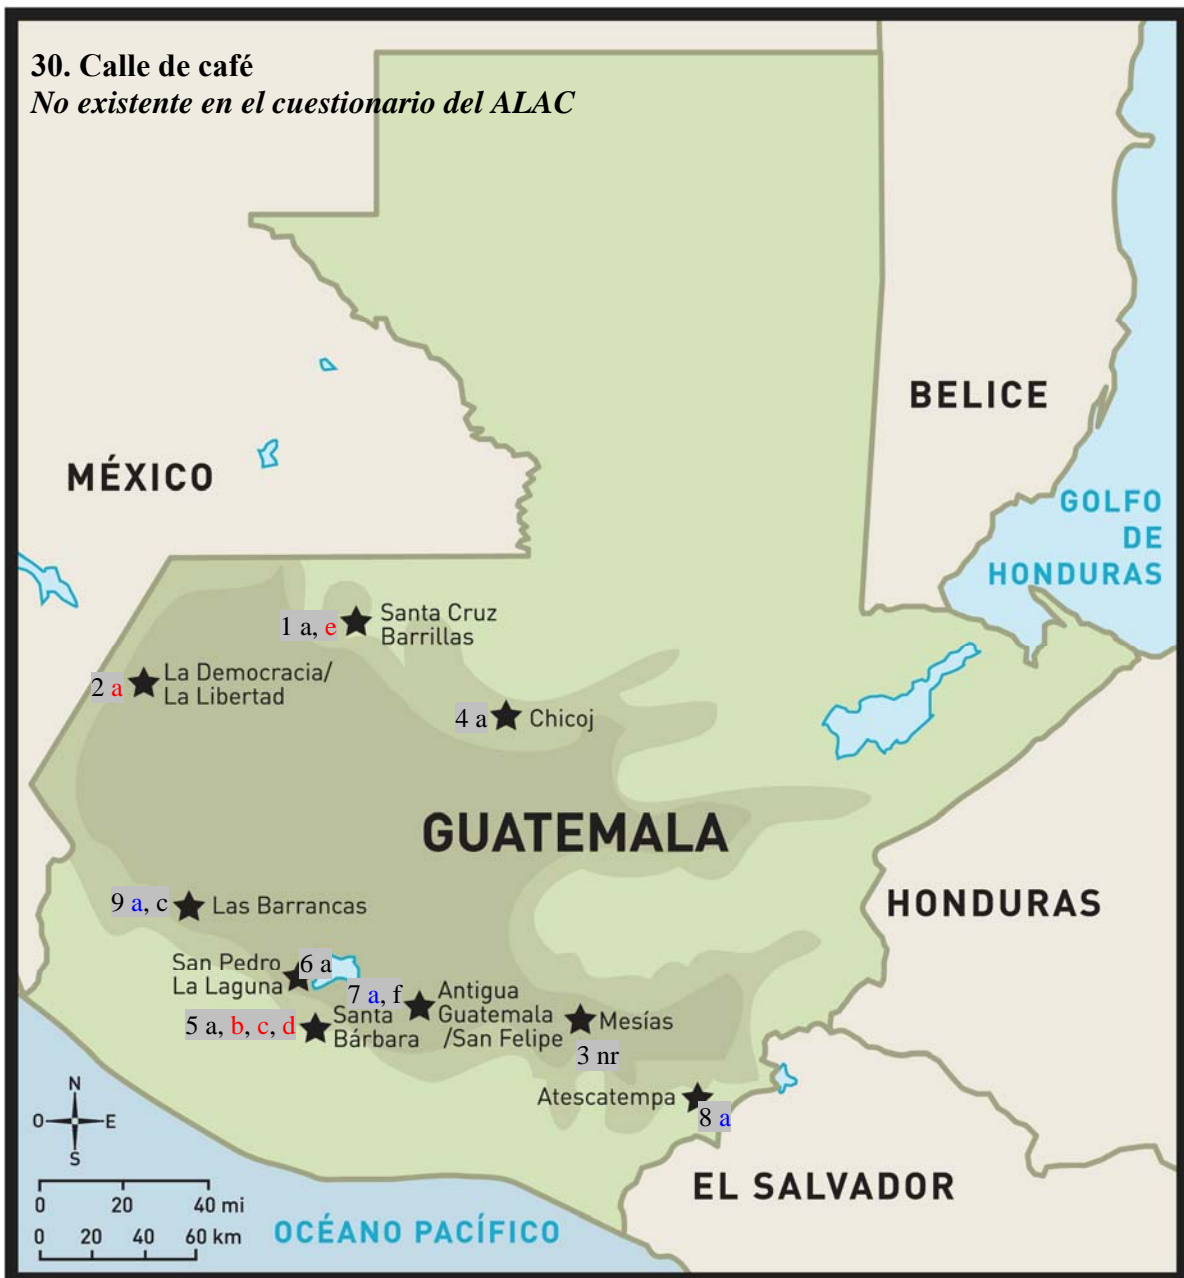 30. Calle de café
No existente en el cuestionario del ALAC
BELICE
MÉXICO
GOLFO
DE
HONDURAS
1 a, e
Santa Cruz
Barrillas
2 a
La Democracia/
La Libertad
4 a
Chicoj
GUATEMALA
9 a, c
Las Barrancas
HONDURAS
San Pedro
La Laguna
6 a
7 a, f
Antigua
Guatemala
/San Felipe
5 a, b, c, d
Santa
Bárbara
Mesías
3 nr
Atescatempa
8 a
N
O
E
S
EL SALVADOR
0 20 40 mi
0 20 40 60 km
OCÉANO PACÍFICO